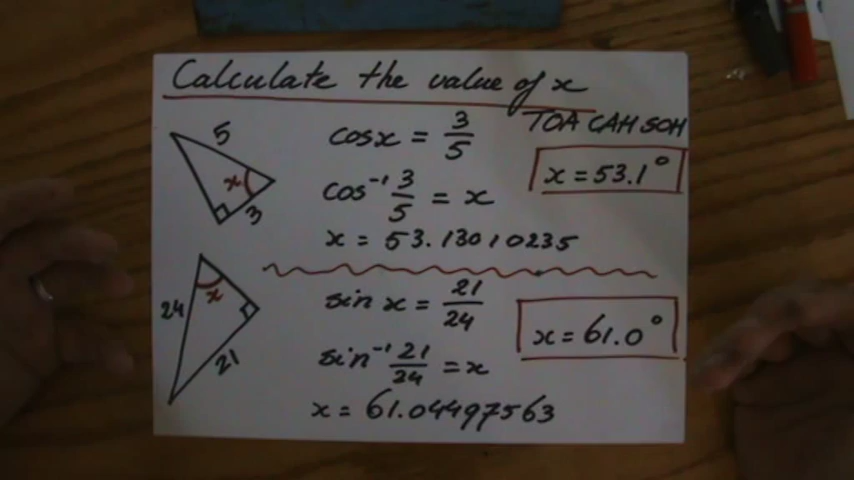 Calculate the value of x
TOA CAH SOH
5
x
3
cos x = 3/5
cos⁻¹ 3/5 = x
x = 53.13010235
x = 53.1°
24
x
21
sin x = 21/24
sin⁻¹ 21/24 = x
x = 61.04497563
x = 61.0°